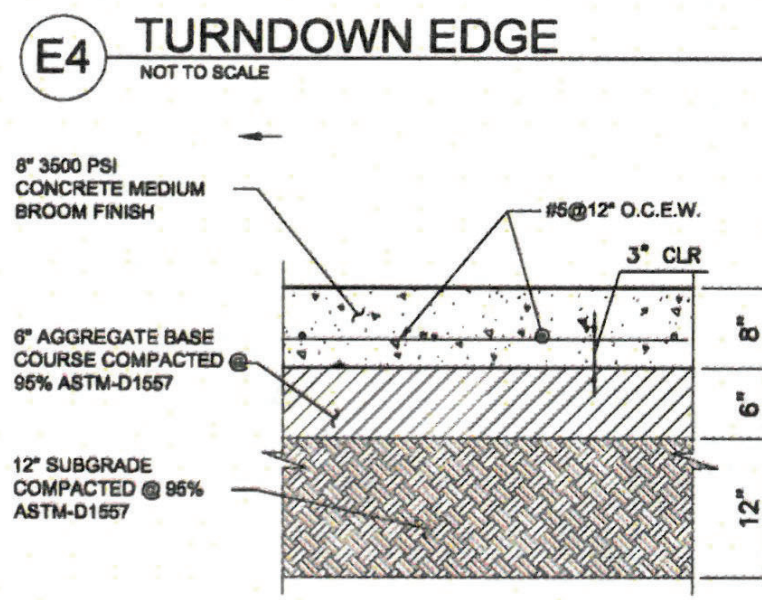 E4
TURNDOWN EDGE
NOT TO SCALE
8" 3500 PSI
CONCRETE MEDIUM
BROOM FINISH
#5@12" O.C.E.W.
3" CLR
8"
6" AGGREGATE BASE
COURSE COMPACTED @
95% ASTM-D1557
6"
12" SUBGRADE
COMPACTED @ 95%
ASTM-D1557
12"